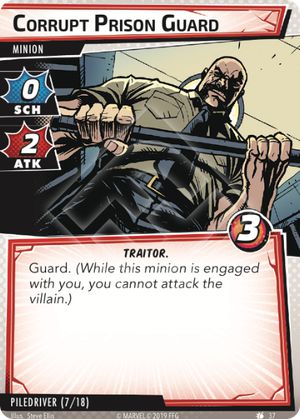 Corrupt Prison Guard
MINION
0
SCH
2
ATK
3
TRAITOR.
Guard. (While this minion is engaged
with you, you cannot attack the
villain.)
PILEDRIVER (7/18)
Illus. Steve Ellis
© MARVEL © 2019 FFG
37